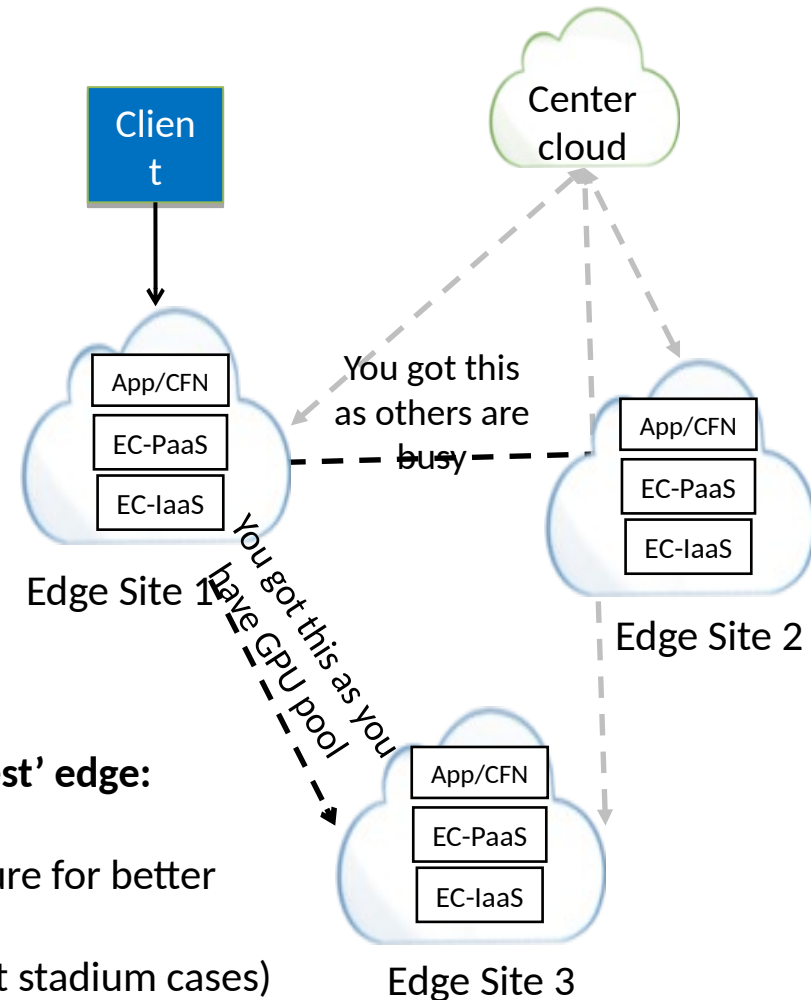 Center
cloud
Clien
t
You got this
as others are
busy
App/CFN
EC-PaaS
EC-IaaS
Edge Site 1
App/CFN
EC-PaaS
EC-IaaS
Edge Site 2
You got this as you
have GPU pool
App/CFN
EC-PaaS
EC-IaaS
Edge Site 3
st’ edge:
ure for better
t stadium cases)